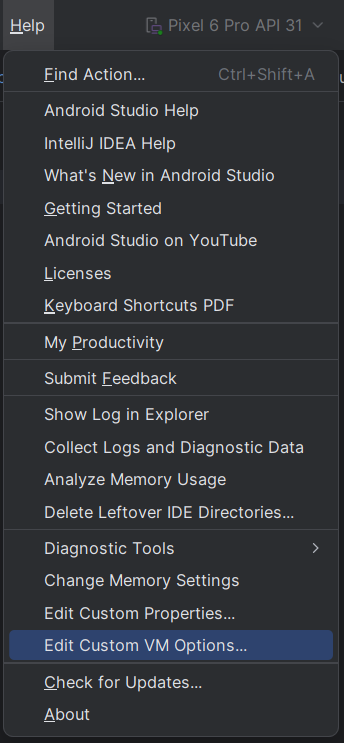 Help
Pixel 6 Pro API 31
Find Action... Ctrl+Shift+A
Android Studio Help
IntelliJ IDEA Help
What's New in Android Studio
Getting Started
Android Studio on YouTube
Licenses
Keyboard Shortcuts PDF
My Productivity
Submit Feedback
Show Log in Explorer
Collect Logs and Diagnostic Data
Analyze Memory Usage
Delete Leftover IDE Directories...
Diagnostic Tools
Change Memory Settings
Edit Custom Properties...
Edit Custom VM Options...
Check for Updates...
About